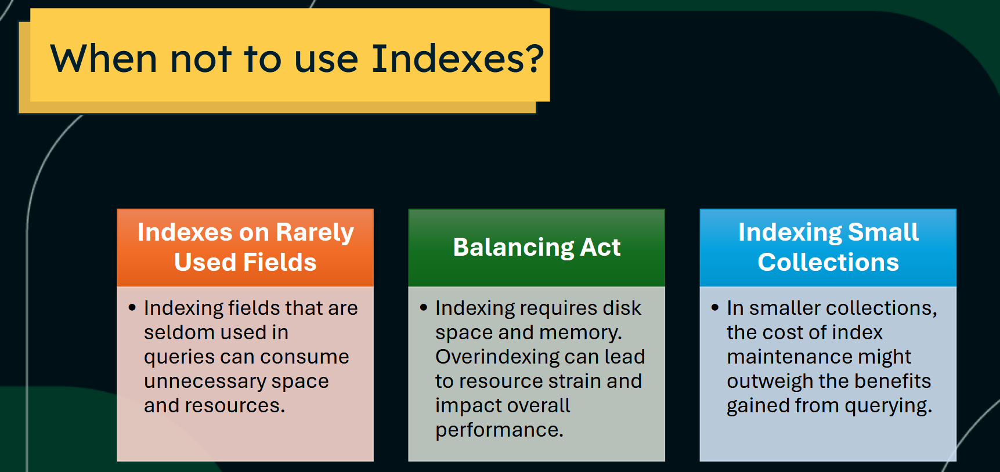 When not to use Indexes?
Indexes on Rarely
Used Fields
• Indexing fields that are
seldom used in
queries can consume
unnecessary space
and resources.
Balancing Act
• Indexing requires disk
space and memory.
Overindexing can lead
to resource strain and
impact overall
performance.
Indexing Small
Collections
• In smaller collections,
the cost of index
maintenance might
outweigh the benefits
gained from querying.